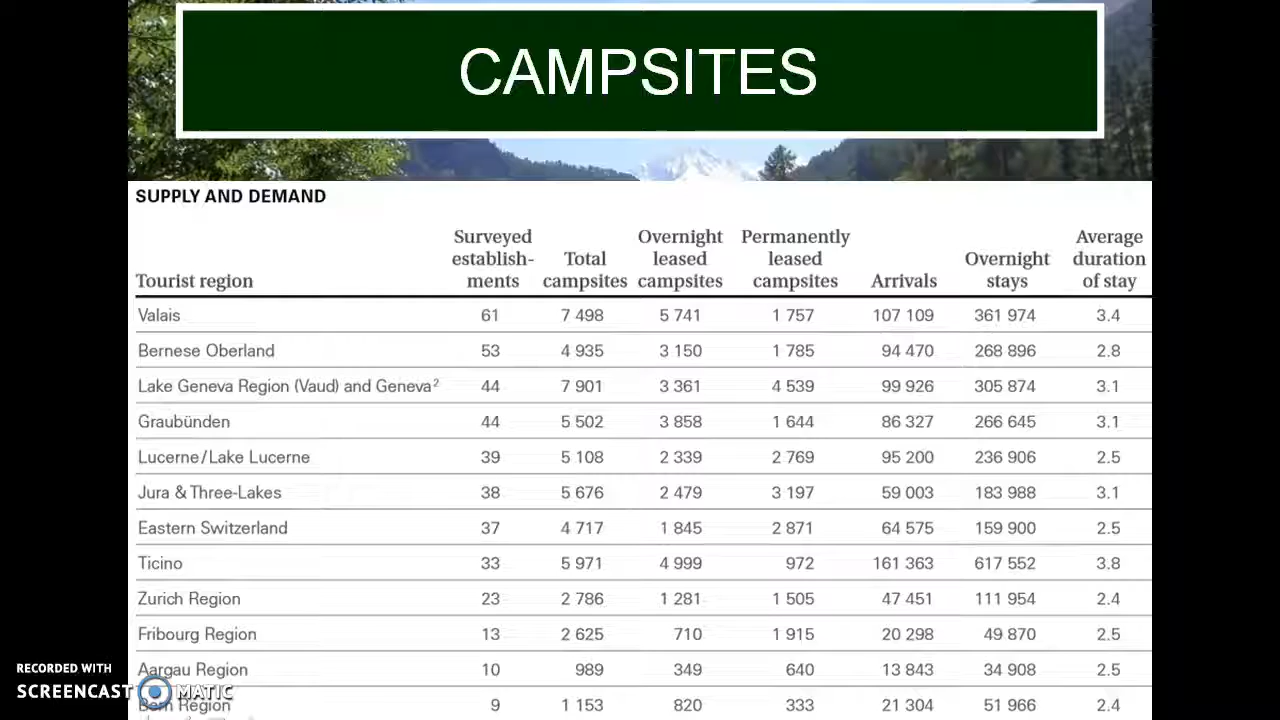 CAMPSITES
SUPPLY AND DEMAND
Tourist region Surveyed establish-ments Total campsites Overnight leased campsites Permanently leased campsites Arrivals Overnight stays Average duration of stay
Valais 61 7 498 5 741 1 757 107 109 361 974 3.4
Bernese Oberland 53 4 935 3 150 1 785 94 470 268 896 2.8
Lake Geneva Region (Vaud) and Geneva² 44 7 901 3 361 4 539 99 926 305 874 3.1
Graubünden 44 5 502 3 858 1 644 86 327 266 645 3.1
Lucerne/Lake Lucerne 39 5 108 2 339 2 769 95 200 236 906 2.5
Jura & Three-Lakes 38 5 676 2 479 3 197 59 003 183 988 3.1
Eastern Switzerland 37 4 717 1 845 2 871 64 575 159 900 2.5
Ticino 33 5 971 4 999 972 161 363 617 552 3.8
Zurich Region 23 2 786 1 281 1 505 47 451 111 954 2.4
Fribourg Region 13 2 625 710 1 915 20 298 49 870 2.5
Aargau Region 10 989 349 640 13 843 34 908 2.5
Bern Region 9 1 153 820 333 21 304 51 966 2.4
RECORDED WITH
SCREENCAST MATIC